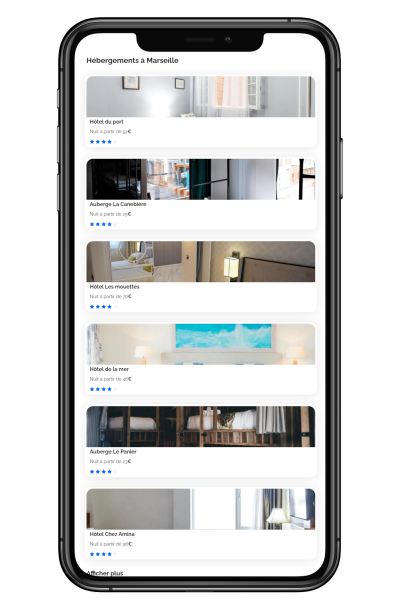 Hébergements à Marseille
Hôtel du port
Nuit à partir de 52€
Auberge La Canebière
Nuit à partir de 25€
Hôtel Les mouettes
Nuit à partir de 76€
Hôtel de la mer
Nuit à partir de 46€
Auberge Le Panier
Nuit à partir de 23€
Hôtel Chez Amina
Nuit à partir de 96€
Afficher plus